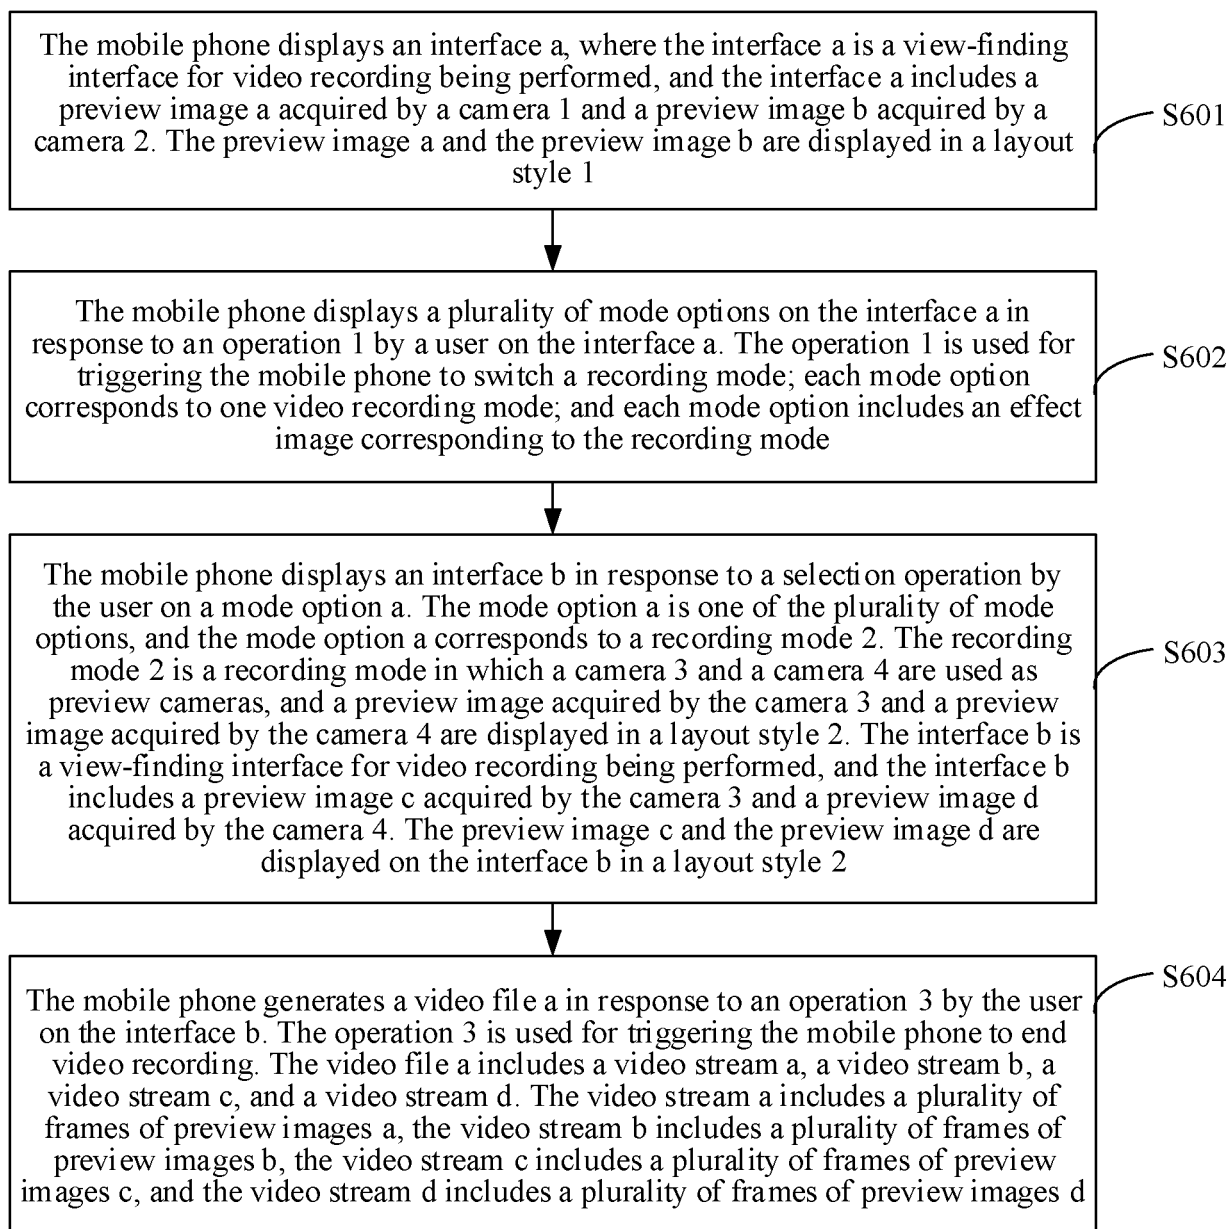 The mobile phone displays an interface a, where the interface a is a view-finding
interface for video recording being performed, and the interface a includes a
preview image a acquired by a camera 1 and a preview image b acquired by a
camera 2. The preview image a and the preview image b are displayed in a layout
style 1
S601
The mobile phone displays a plurality of mode options on the interface a in
response to an operation 1 by a user on the interface a. The operation 1 is used for
triggering the mobile phone to switch a recording mode; each mode option
corresponds to one video recording mode; and each mode option includes an effect
image corresponding to the recording mode
S602
The mobile phone displays an interface b in response to a selection operation by
the user on a mode option a. The mode option a is one of the plurality of mode
options, and the mode option a corresponds to a recording mode 2. The recording
mode 2 is a recording mode in which a camera 3 and a camera 4 are used as
preview cameras, and a preview image acquired by the camera 3 and a preview
image acquired by the camera 4 are displayed in a layout style 2. The interface b is
a view-finding interface for video recording being performed, and the interface b
includes a preview image c acquired by the camera 3 and a preview image d
acquired by the camera 4. The preview image c and the preview image d are
displayed on the interface b in a layout style 2
S603
The mobile phone generates a video file a in response to an operation 3 by the user
on the interface b. The operation 3 is used for triggering the mobile phone to end
video recording. The video file a includes a video stream a, a video stream b, a
video stream c, and a video stream d. The video stream a includes a plurality of
frames of preview images a, the video stream b includes a plurality of frames of
preview images b, the video stream c includes a plurality of frames of preview
images c, and the video stream d includes a plurality of frames of preview images d
S604